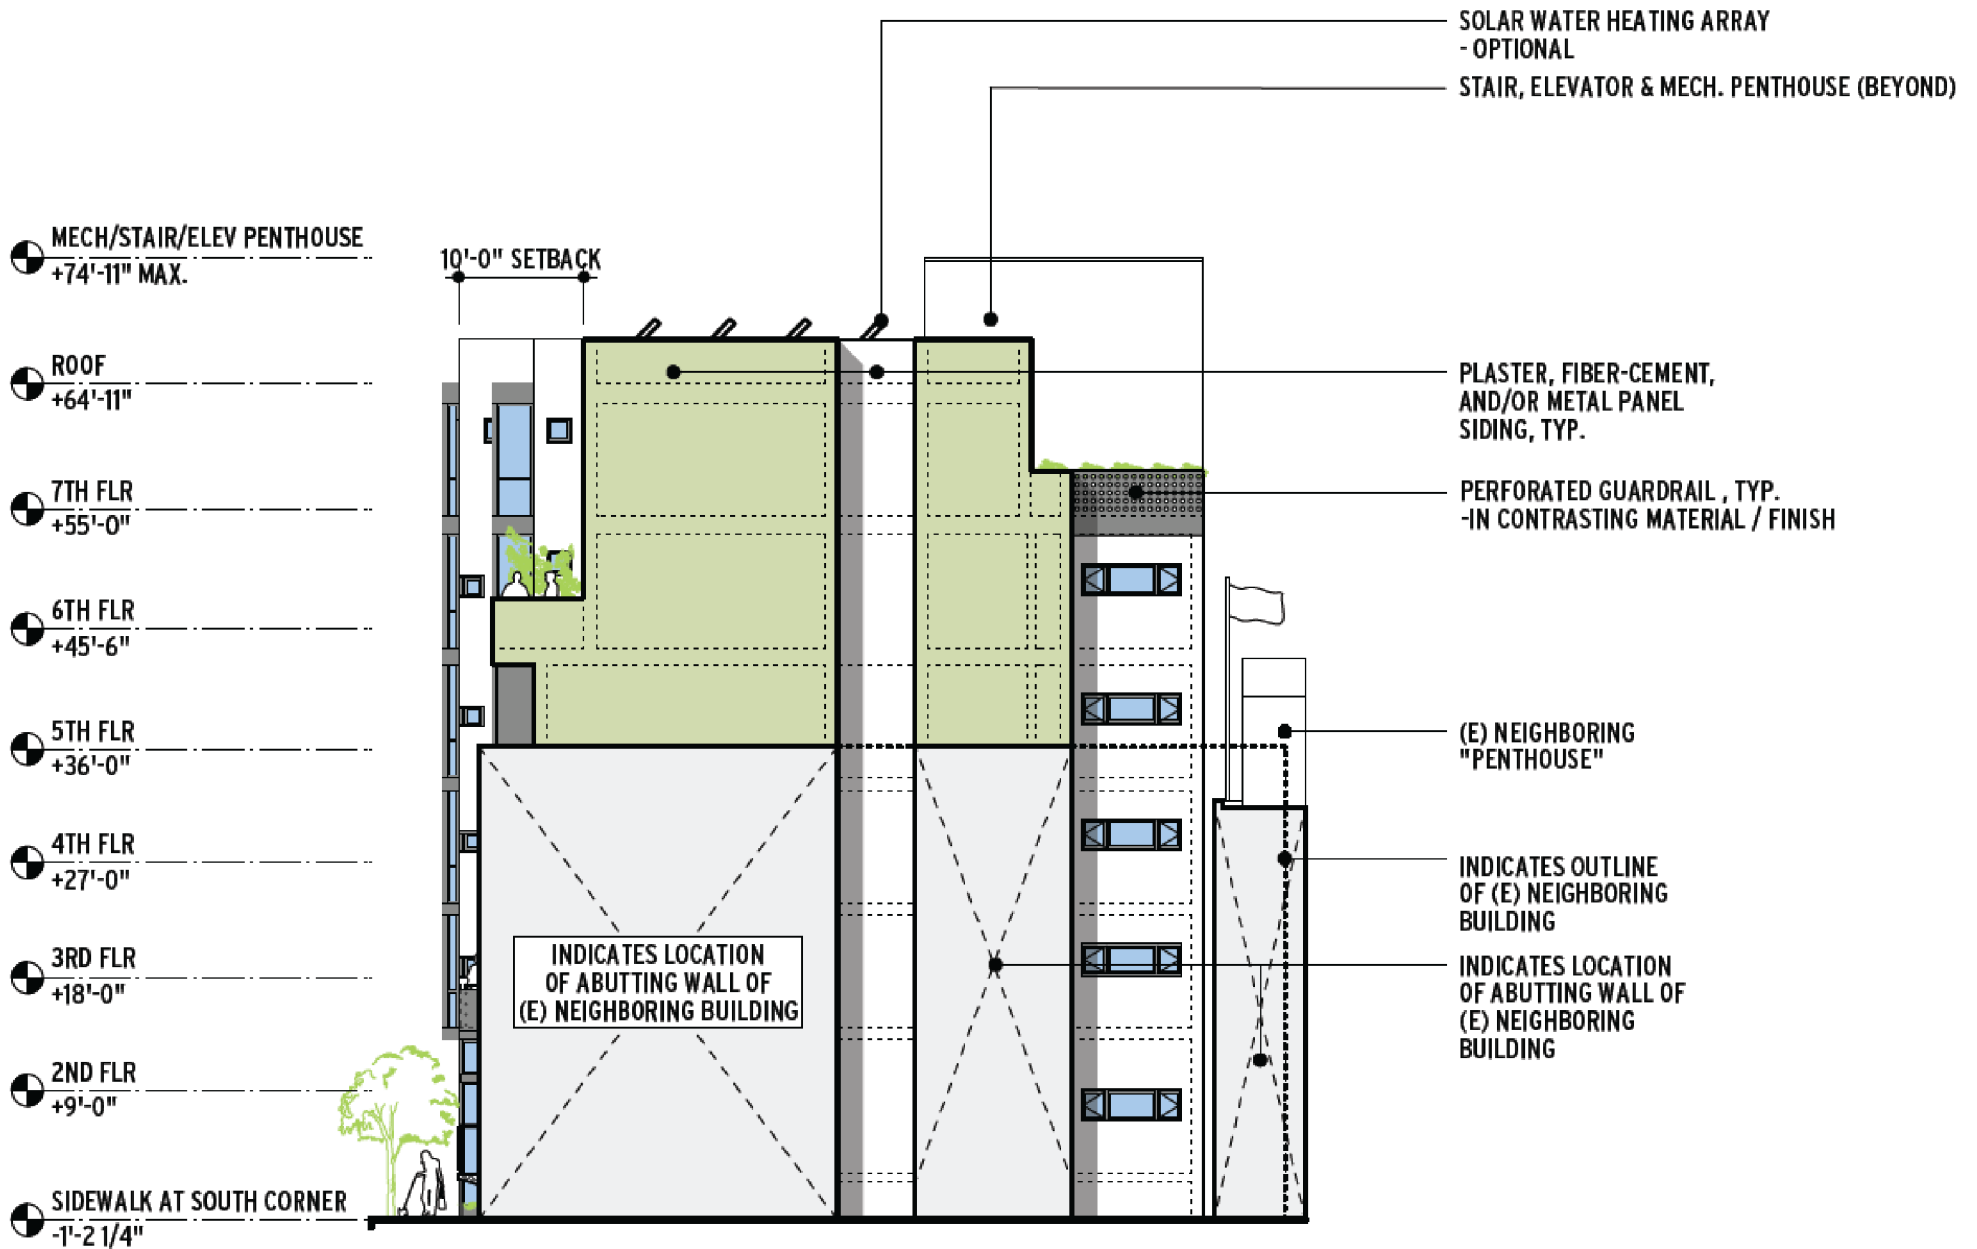 SOLAR WATER HEATING ARRAY
- OPTIONAL
STAIR, ELEVATOR & MECH. PENTHOUSE (BEYOND)
MECH/STAIR/ELEV PENTHOUSE
+74'-11" MAX.
10'-0" SETBACK
ROOF
+64'-11"
PLASTER, FIBER-CEMENT,
AND/OR METAL PANEL
SIDING, TYP.
7TH FLR
+55'-0"
PERFORATED GUARDRAIL , TYP.
-IN CONTRASTING MATERIAL / FINISH
6TH FLR
+45'-6"
5TH FLR
+36'-0"
(E) NEIGHBORING
"PENTHOUSE"
4TH FLR
+27'-0"
INDICATES OUTLINE
OF (E) NEIGHBORING
BUILDING
3RD FLR
+18'-0"
INDICATES LOCATION
OF ABUTTING WALL OF
(E) NEIGHBORING BUILDING
INDICATES LOCATION
OF ABUTTING WALL OF
(E) NEIGHBORING
BUILDING
2ND FLR
+9'-0"
SIDEWALK AT SOUTH CORNER
-1'-2 1/4"